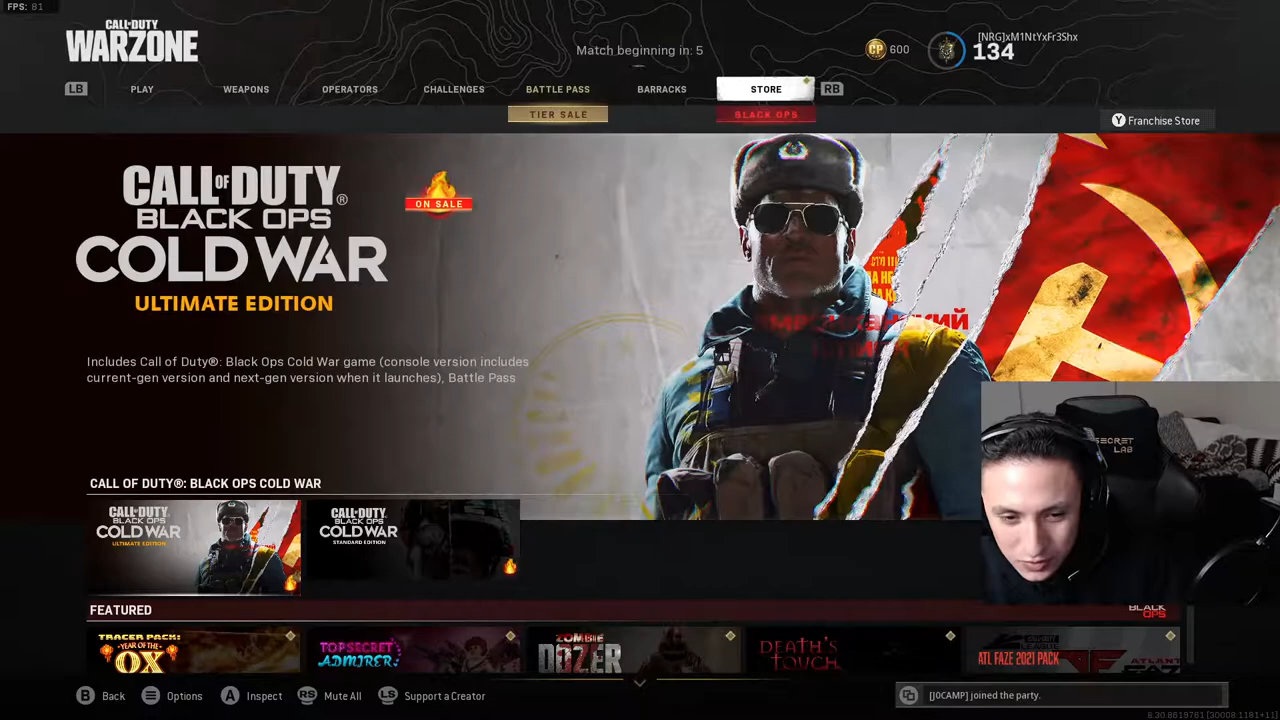 FPS: 81
CALL OF DUTY
WARZONE
Match beginning in: 5
CP 600
[NRG]xM1NtYxFr3Shx
134
LB PLAY WEAPONS OPERATORS CHALLENGES BATTLE PASS BARRACKS STORE RB
TIER SALE BLACK OPS
Y Franchise Store
CALL OF DUTY®
BLACK OPS
COLD WAR
ULTIMATE EDITION
ON SALE
Includes Call of Duty®: Black Ops Cold War game (console version includes
current-gen version and next-gen version when it launches), Battle Pass
SECRET
LAB
CALL OF DUTY®: BLACK OPS COLD WAR
CALL OF DUTY
BLACK OPS
COLD WAR
ULTIMATE EDITION
CALL OF DUTY
BLACK OPS
COLD WAR
STANDARD EDITION
FEATURED
BLACK
OPS
TRACER PACK:
YEAR OF THE
OX
TOPSECRET
ADMIRER
ZOMBIE
DOZER
DEATH'S
TOUCH
ATL FAZE 2021 PACK
B Back Options A Inspect RS Mute All LS Support a Creator
[J0CAMP] joined the party.